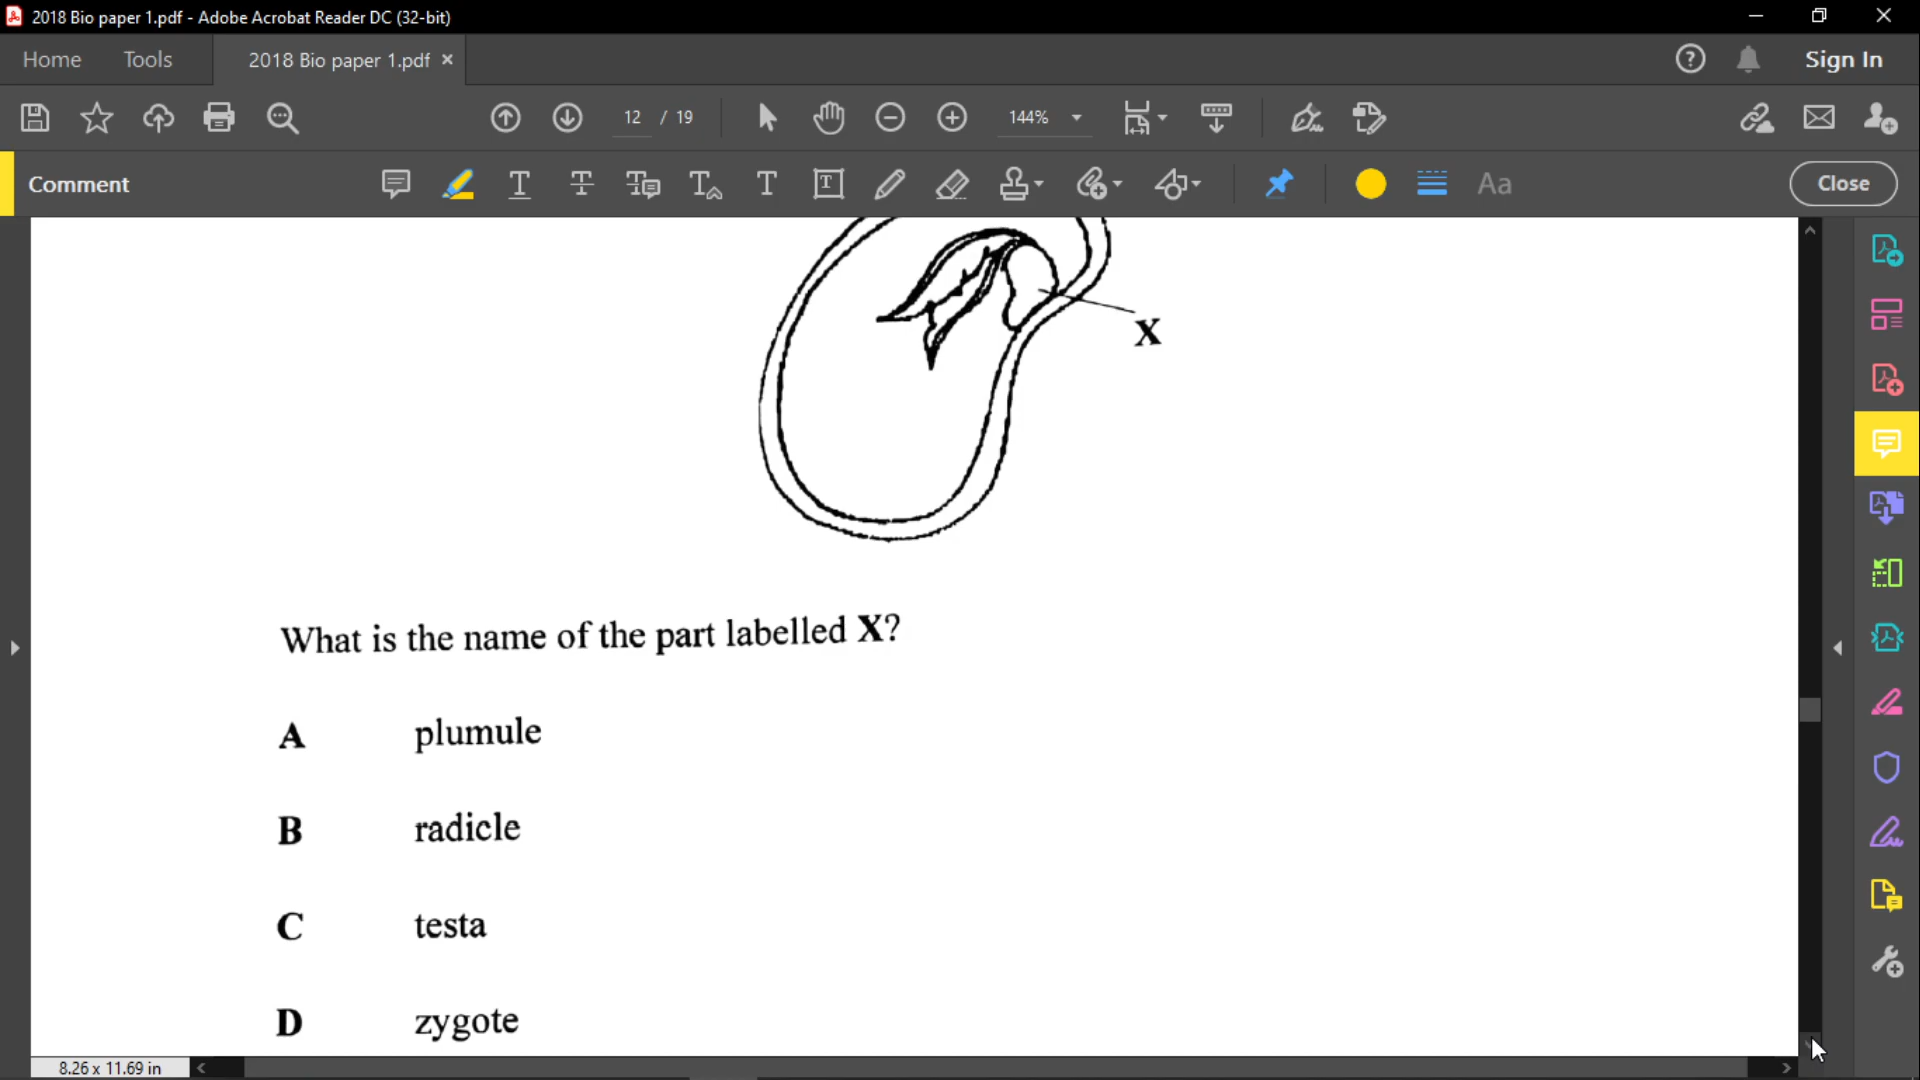 2018 Bio paper 1.pdf - Adobe Acrobat Reader DC (32-bit)
Home Tools 2018 Bio paper 1.pdf × Sign In
12 / 19 144%
Comment Aa Close
X
What is the name of the part labelled X?
A plumule
B radicle
C testa
D zygote
8.26 x 11.69 in